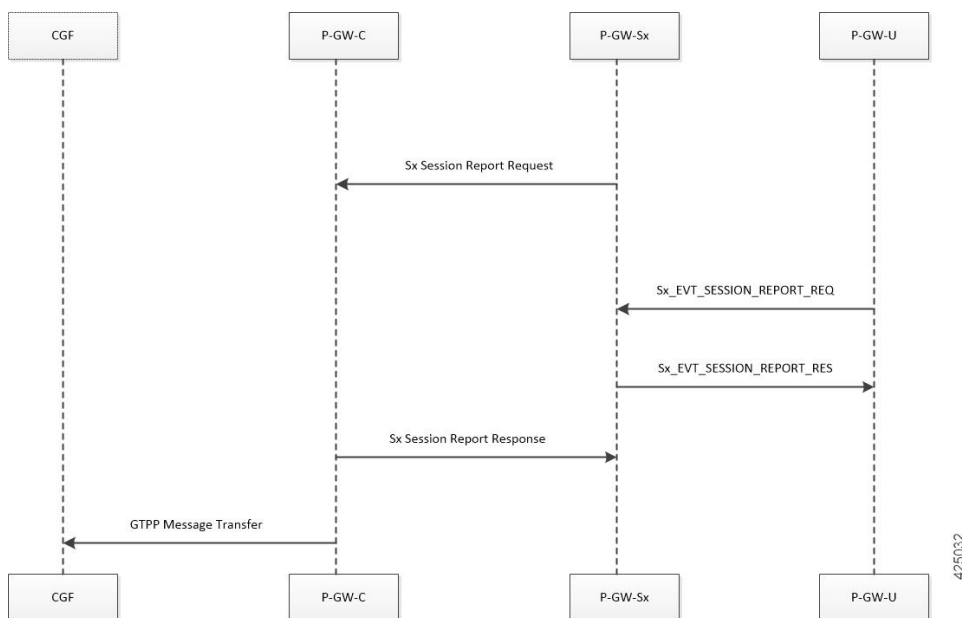 CGF
P-GW-C
P-GW-Sx
P-GW-U
Sx Session Report Request
Sx_EVT_SESSION_REPORT_REQ
Sx_EVT_SESSION_REPORT_RES
Sx Session Report Response
GTPP Message Transfer
425032
CGF
P-GW-C
P-GW-Sx
P-GW-U